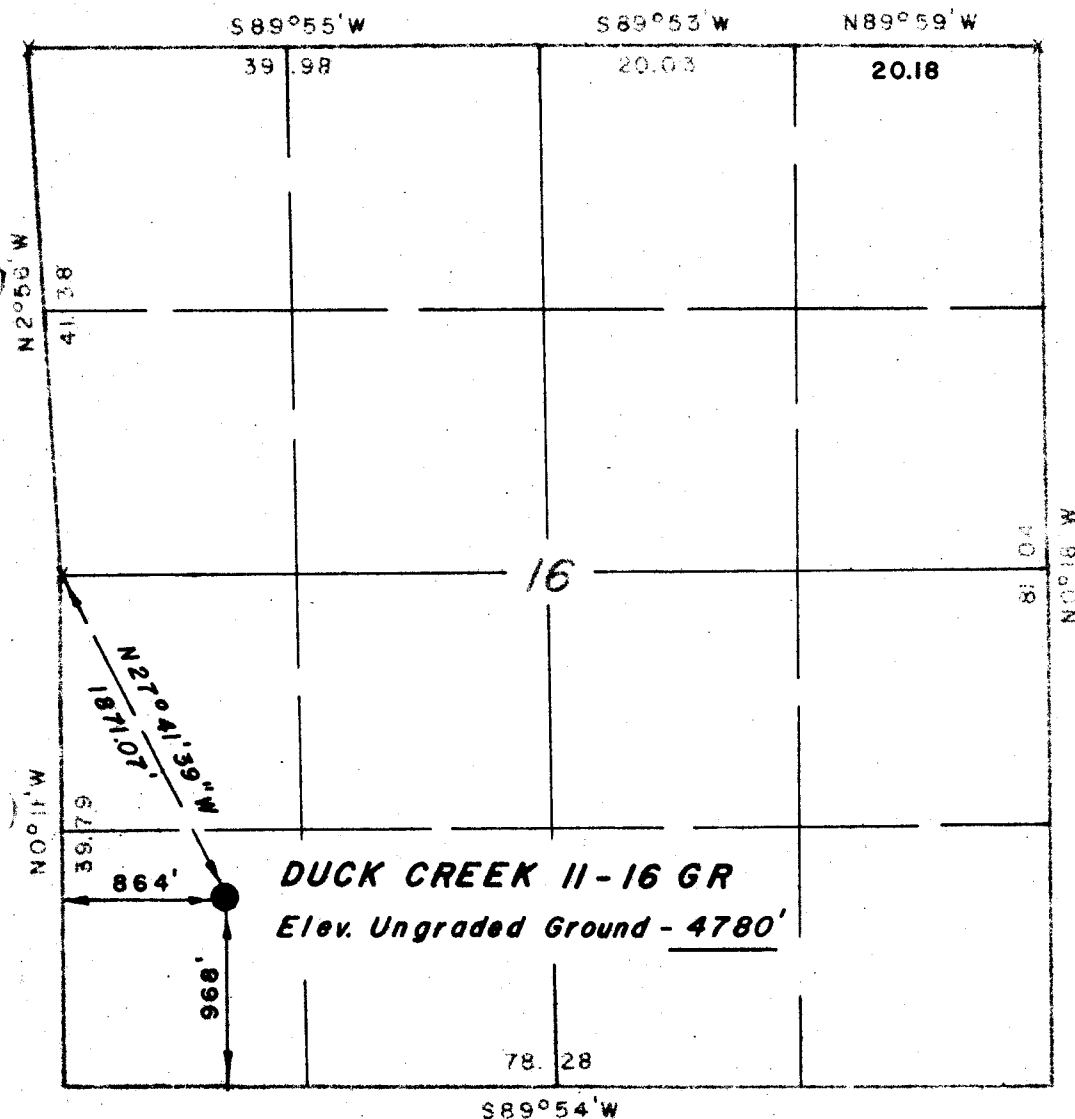 S89°55'W S89°53'W N89°59'W
39.98 20.03 20.18
N2°56'W
41.38
16
81.04
N0°18'W
N27°41'39"W
1871.07'
N0°11'W
39.79
864'
DUCK CREEK 11-16 GR
Elev. Ungraded Ground - 4780'
968'
78.28
S89°54'W